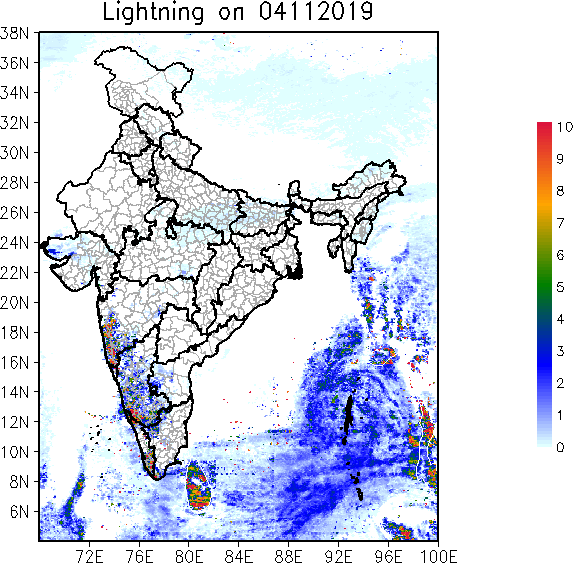 Lightning on 04112019
38N
36N
34N
32N
30N
28N
26N
24N
22N
20N
18N
16N
14N
12N
10N
8N
6N
72E 76E 80E 84E 88E 92E 96E 100E
10
9
8
7
6
5
4
3
2
1
0